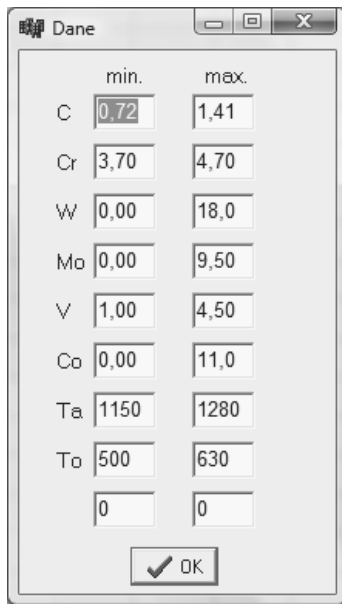 Dane
min. max.
C 0,72 1,41
Cr 3,70 4,70
W 0,00 18,0
Mo 0,00 9,50
V 1,00 4,50
Co 0,00 11,0
Ta 1150 1280
To 500 630
0 0
OK